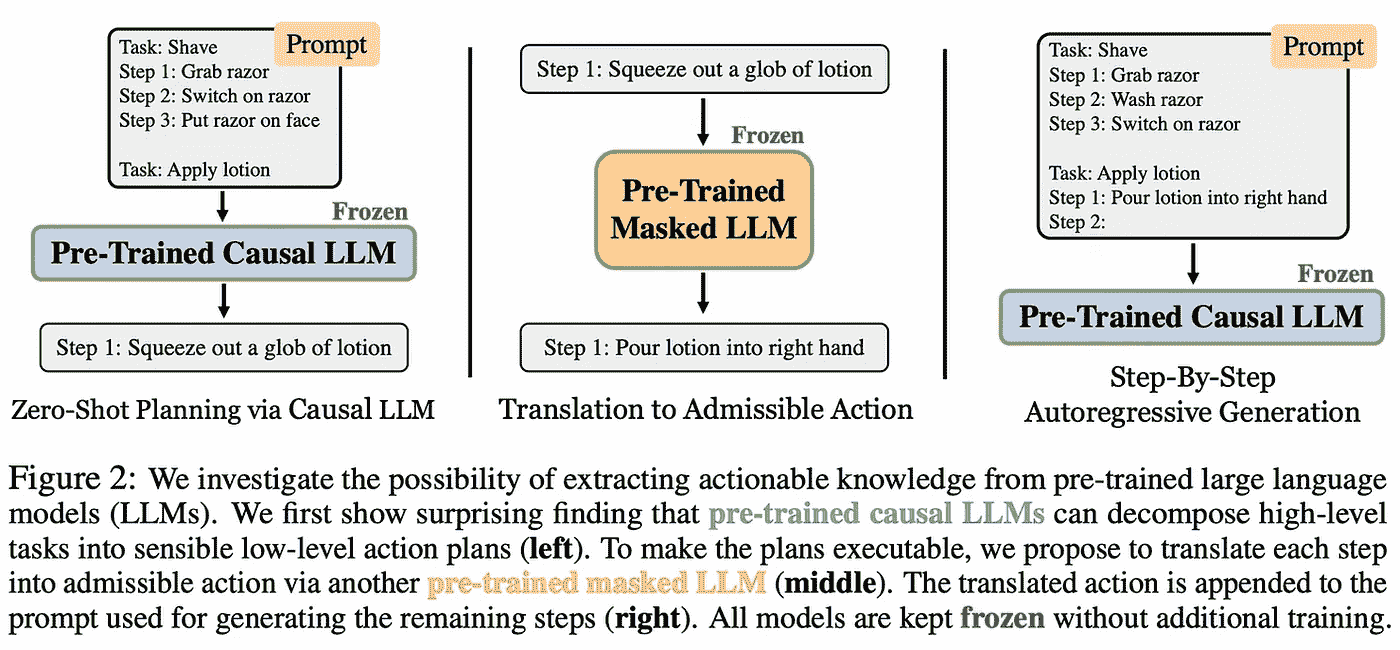 Prompt
Task: Shave
Step 1: Grab razor
Step 2: Switch on razor
Step 3: Put razor on face
Task: Apply lotion
Frozen
Pre-Trained Causal LLM
Step 1: Squeeze out a glob of lotion
Zero-Shot Planning via Causal LLM
Step 1: Squeeze out a glob of lotion
Frozen
Pre-Trained
Masked LLM
Step 1: Pour lotion into right hand
Translation to Admissible Action
Prompt
Task: Shave
Step 1: Grab razor
Step 2: Wash razor
Step 3: Switch on razor
Task: Apply lotion
Step 1: Pour lotion into right hand
Step 2:
Frozen
Pre-Trained Causal LLM
Step-By-Step
Autoregressive Generation
Figure 2: We investigate the possibility of extracting actionable knowledge from pre-trained large language
models (LLMs). We first show surprising finding that pre-trained causal LLMs can decompose high-level
tasks into sensible low-level action plans (left). To make the plans executable, we propose to translate each step
into admissible action via another pre-trained masked LLM (middle). The translated action is appended to the
prompt used for generating the remaining steps (right). All models are kept frozen without additional training.